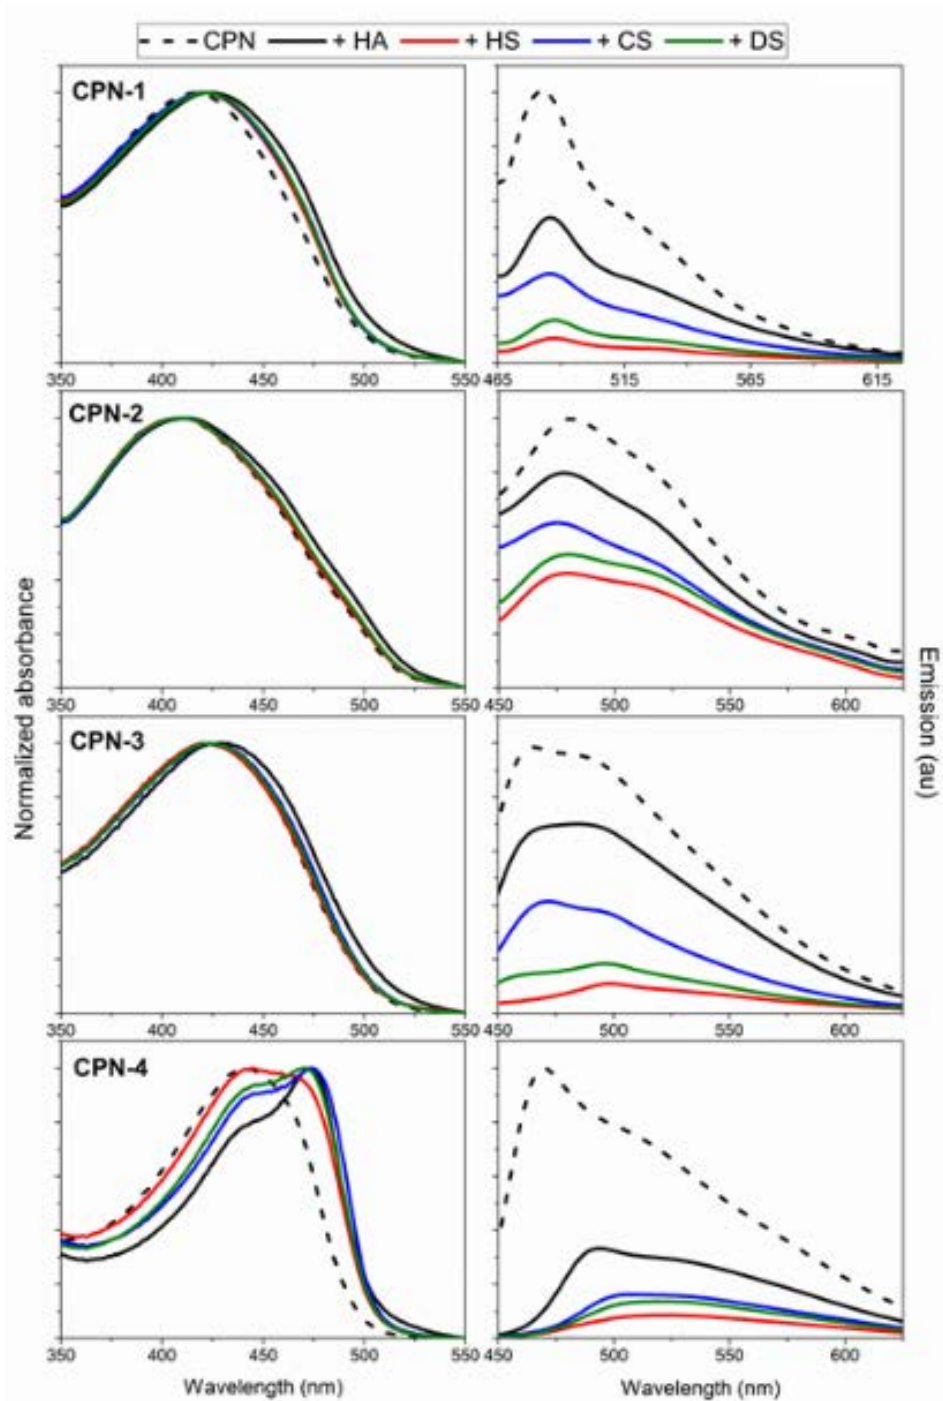 CPN + HA + HS + CS + DS
CPN-1
350 400 450 500 550 465 515 565 615
CPN-2
350 400 450 500 550 450 500 550 600
CPN-3
350 400 450 500 550 450 500 550 600
CPN-4
350 400 450 500 550 450 500 550 600
Normalized absorbance
Emission (au)
Wavelength (nm) Wavelength (nm)